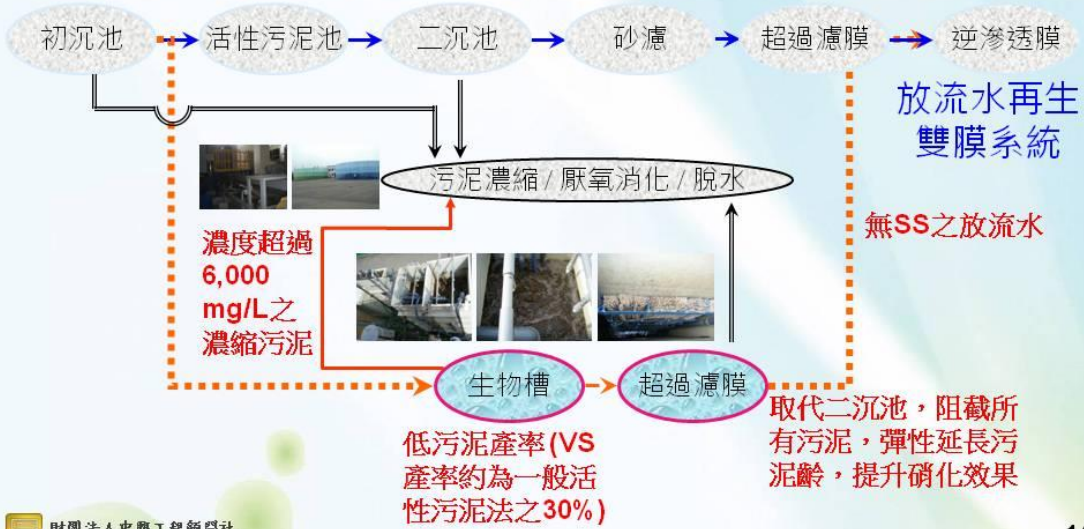 初沉池
活性污泥池
二沉池
砂濾
超過濾膜
逆滲透膜
放流水再生
雙膜系統
污泥濃縮/厭氧消化/脫水
無SS之放流水
濃度超過
6,000
mg/L之
濃縮污泥
生物槽
超過濾膜
取代二沉池，阻截所
有污泥，彈性延長污
泥齡，提升硝化效果
低污泥產率(VS
產率約為一般活
性污泥法之30%)